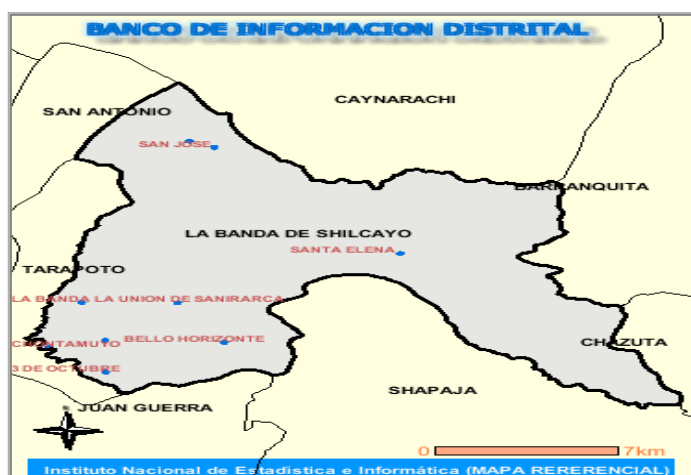 BANCO DE INFORMACION DISTRITAL
CAYNARACHI
SAN ANTONIO
SAN JOSE
BARRANQUITA
LA BANDA DE SHILCAYO
SANTA ELENA
TARAPOTO
LA BANDA LA UNION DE SANIRARCA
BELLO HORIZONTE
CHAZUTA
3 DE OCTUBRE
SHAPAJA
JUAN GUERRA
0 7km
Instituto Nacional de Estadística e Informática (MAPA RERERENCIAL)